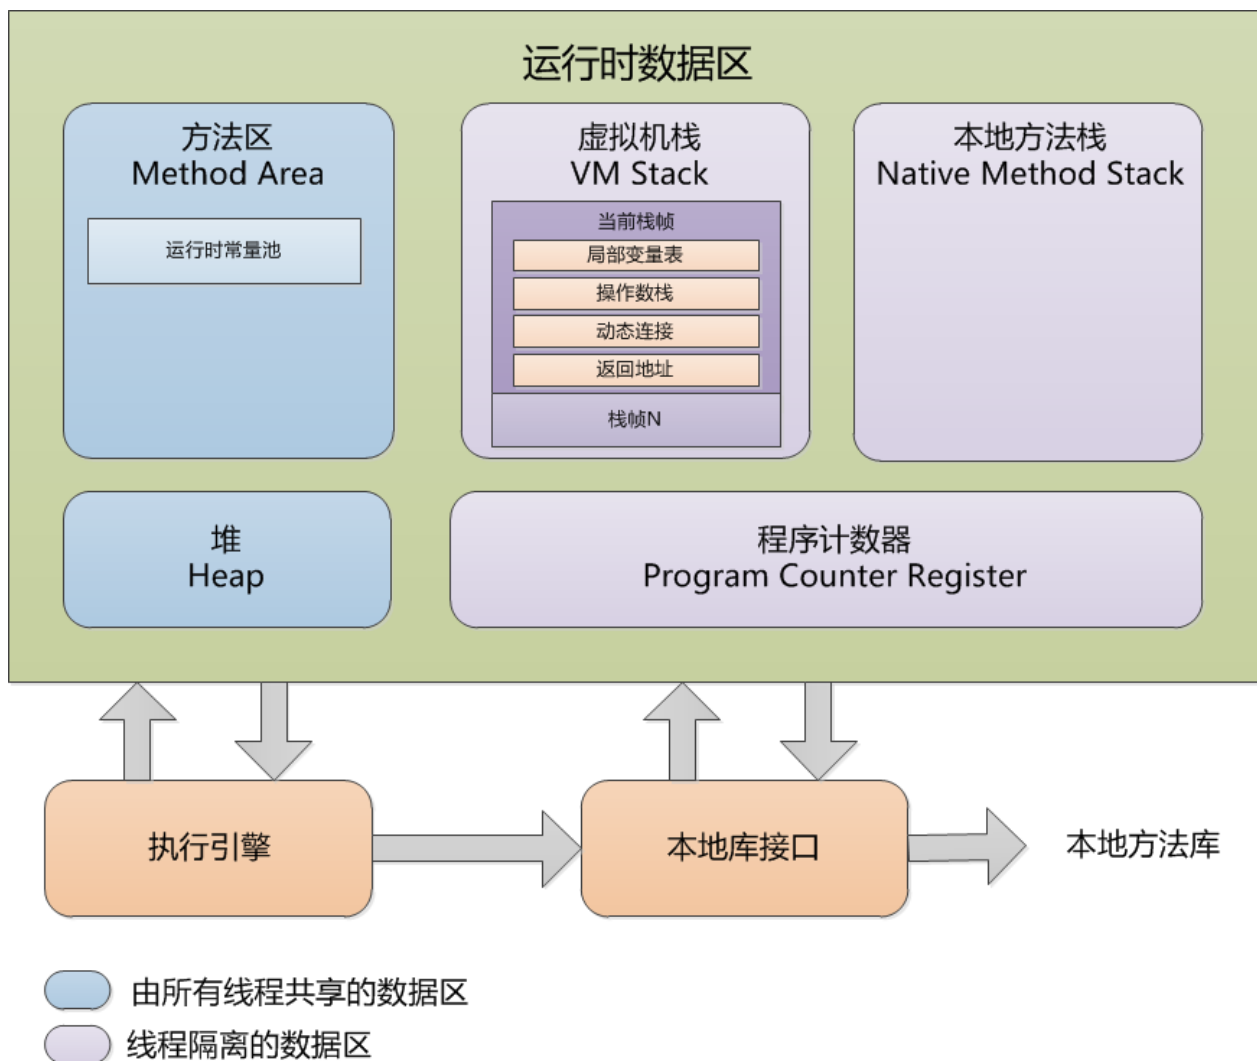 运行时数据区
方法区
Method Area
运行时常量池
虚拟机栈
VM Stack
当前栈帧
局部变量表
操作数栈
动态连接
返回地址
栈帧N
本地方法栈
Native Method Stack
堆
Heap
程序计数器
Program Counter Register
执行引擎
本地库接口
本地方法库
由所有线程共享的数据区
线程隔离的数据区